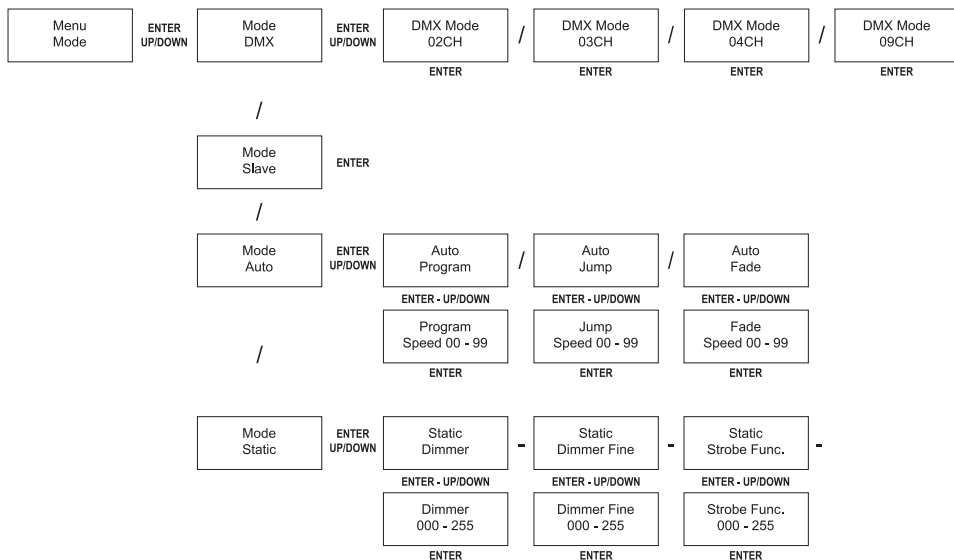 Menu
Mode
ENTER
UP/DOWN
Mode
DMX
ENTER
UP/DOWN
DMX Mode
02CH
/
DMX Mode
03CH
/
DMX Mode
04CH
/
DMX Mode
09CH
ENTER
ENTER
ENTER
ENTER
/
Mode
Slave
ENTER
/
Mode
Auto
ENTER
UP/DOWN
Auto
Program
/
Auto
Jump
/
Auto
Fade
ENTER - UP/DOWN
ENTER - UP/DOWN
ENTER - UP/DOWN
Program
Speed 00 - 99
Jump
Speed 00 - 99
Fade
Speed 00 - 99
ENTER
ENTER
ENTER
/
Mode
Static
ENTER
UP/DOWN
Static
Dimmer
-
Static
Dimmer Fine
-
Static
Strobe Func.
-
ENTER - UP/DOWN
ENTER - UP/DOWN
ENTER - UP/DOWN
Dimmer
000 - 255
Dimmer Fine
000 - 255
Strobe Func.
000 - 255
ENTER
ENTER
ENTER